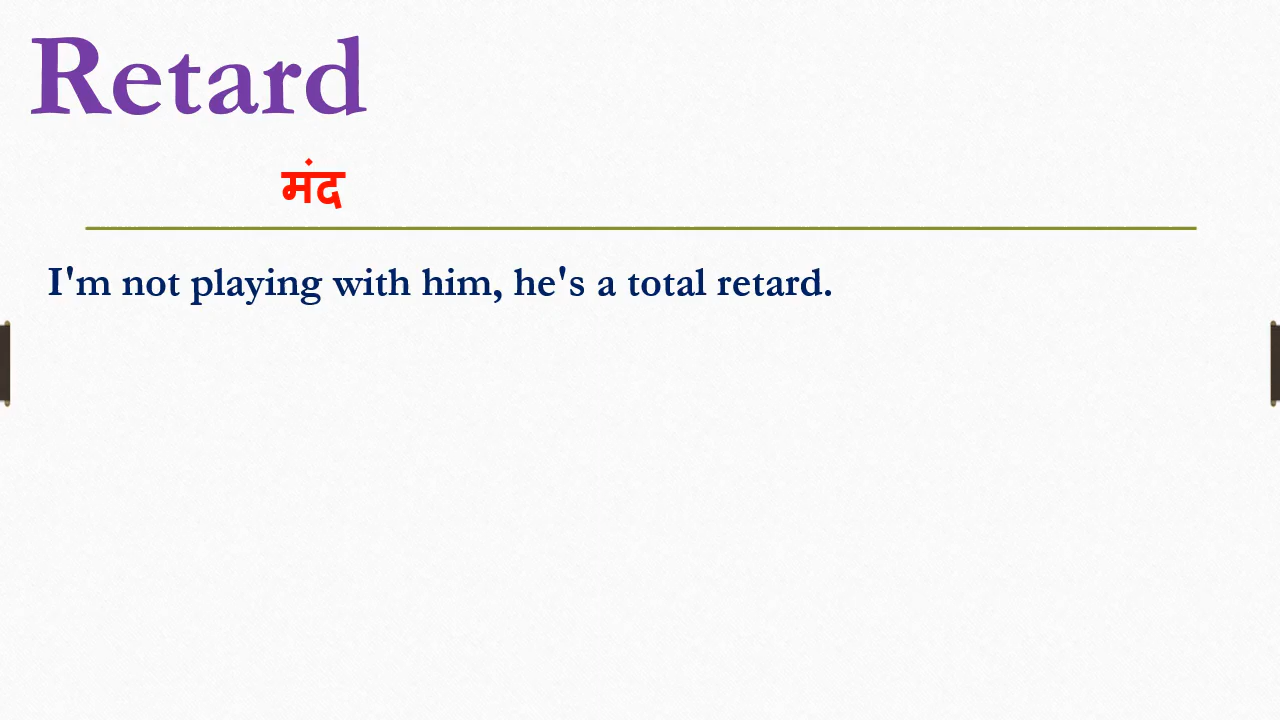 Retard
मंद
I'm not playing with him, he's a total retard.